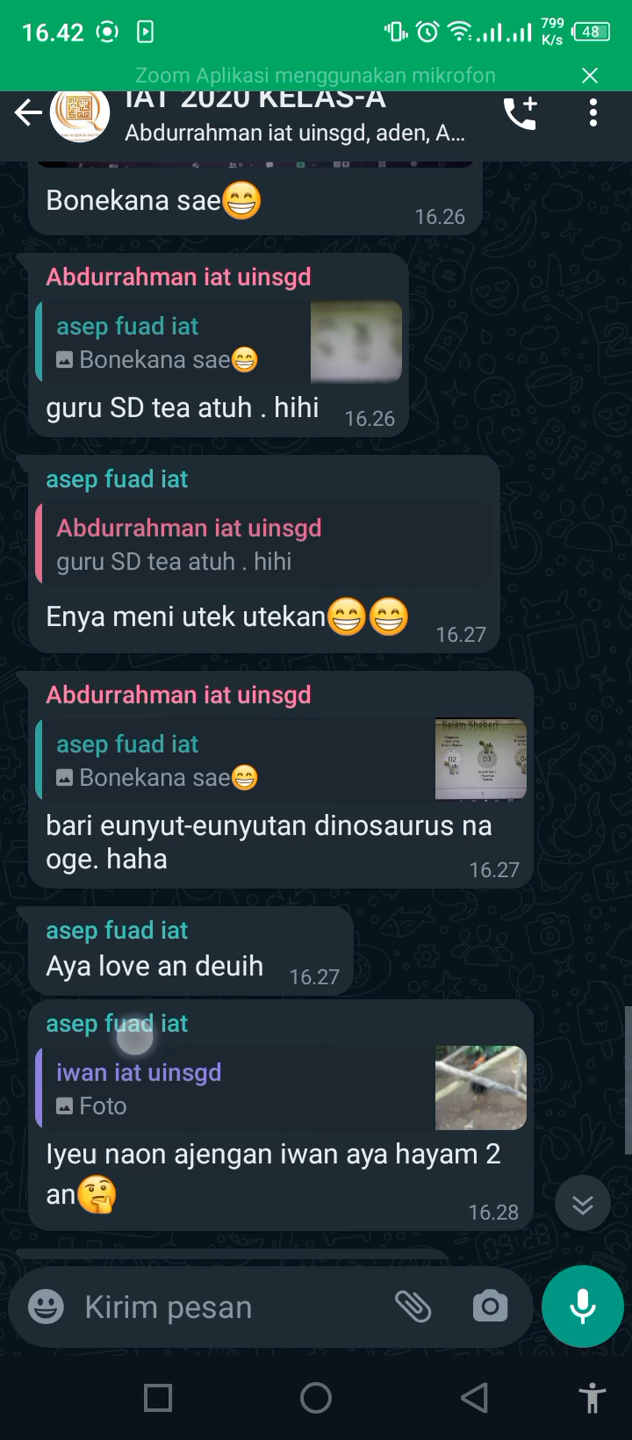 16.42
799
K/s
48
Zoom Aplikasi menggunakan mikrofon
IAT 2020 KELAS-A
Abdurrahman iat uinsgd, aden, A...
Bonekana sae😁
16.26
Abdurrahman iat uinsgd
asep fuad iat
Bonekana sae😁
guru SD tea atuh . hihi
16.26
asep fuad iat
Abdurrahman iat uinsgd
guru SD tea atuh . hihi
Enya meni utek utekan😁😁
16.27
Abdurrahman iat uinsgd
asep fuad iat
Bonekana sae😁
02
03
bari eunyut-eunyutan dinosaurus na
oge. haha
16.27
asep fuad iat
Aya love an deuih
16.27
asep fuad iat
iwan iat uinsgd
Foto
Iyeu naon ajengan iwan aya hayam 2
an🤔
16.28
Kirim pesan